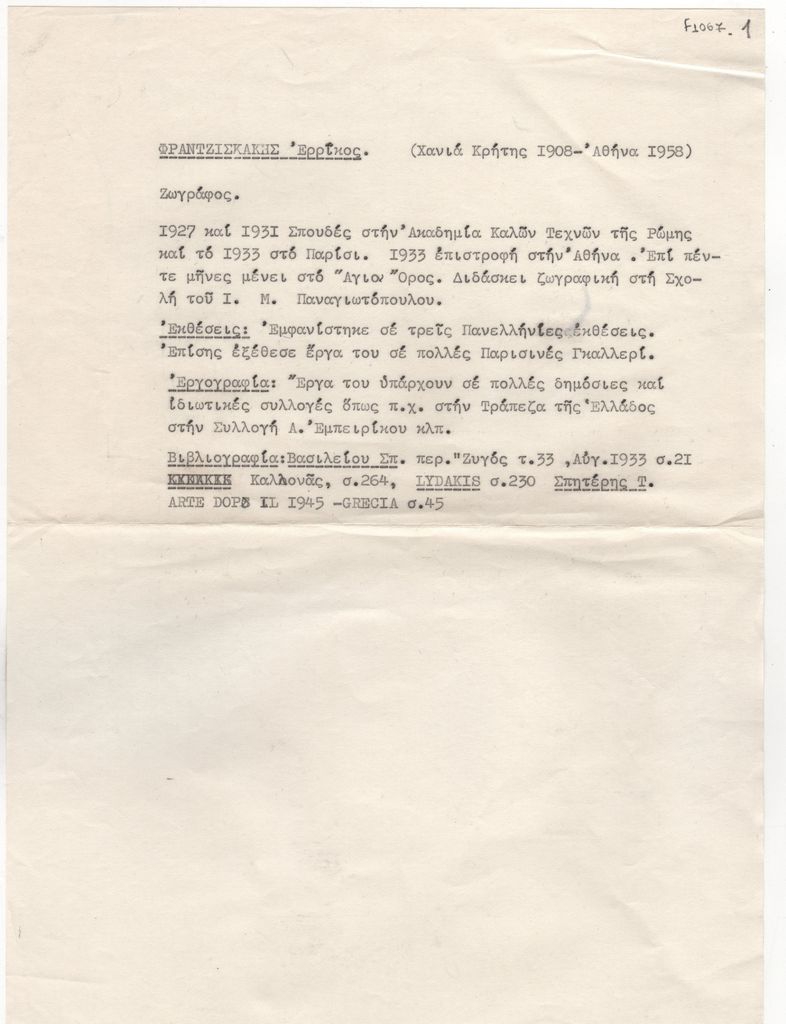 f1067. 1
ΦΡΑΝΤΖΙΣΚΑΚΗΣ Ἐρρῖκος. (Χανιά Κρήτης 1908-Ἀθήνα 1958)
Ζωγράφος.
1927 καί 1931 Σπουδές στήν Ἀκαδημία Καλῶν Τεχνῶν τῆς Ρώμης
καί τό 1933 στό Παρίσι. 1933 ἐπιστροφή στήν Ἀθήνα . Ἐπί πέν-
τε μῆνες μένει στό Ἅγιον Ὄρος. Διδάσκει ζωγραφική στή Σχο-
λή τοῦ Ι. Μ. Παναγιωτόπουλου.
Ἐκθέσεις: Ἐμφανίστηκε σέ τρεῖς Πανελλήνιες ἐκθέσεις.
Ἐπίσης ἐξέθεσε ἔργα του σέ πολλές Παρισινές Γκαλλερί.
Ἐργογραφία: Ἔργα του ὑπάρχουν σέ πολλές δημόσιες καί
ἰδιωτικές συλλογές ὅπως π.χ. στήν Τράπεζα τῆς Ἑλλάδος
στήν Συλλογή Α. Ἐμπειρίκου κλπ.
Βιβλιογραφία:Βασιλείου Σπ. περ."Ζυγός τ.33 ,Αὐγ.1933 σ.21
Καλλονᾶς, σ.264, LYDAKIS σ.230 Σπητέρης Τ.
ARTE DOPO IL 1945 -GRECIA σ.45